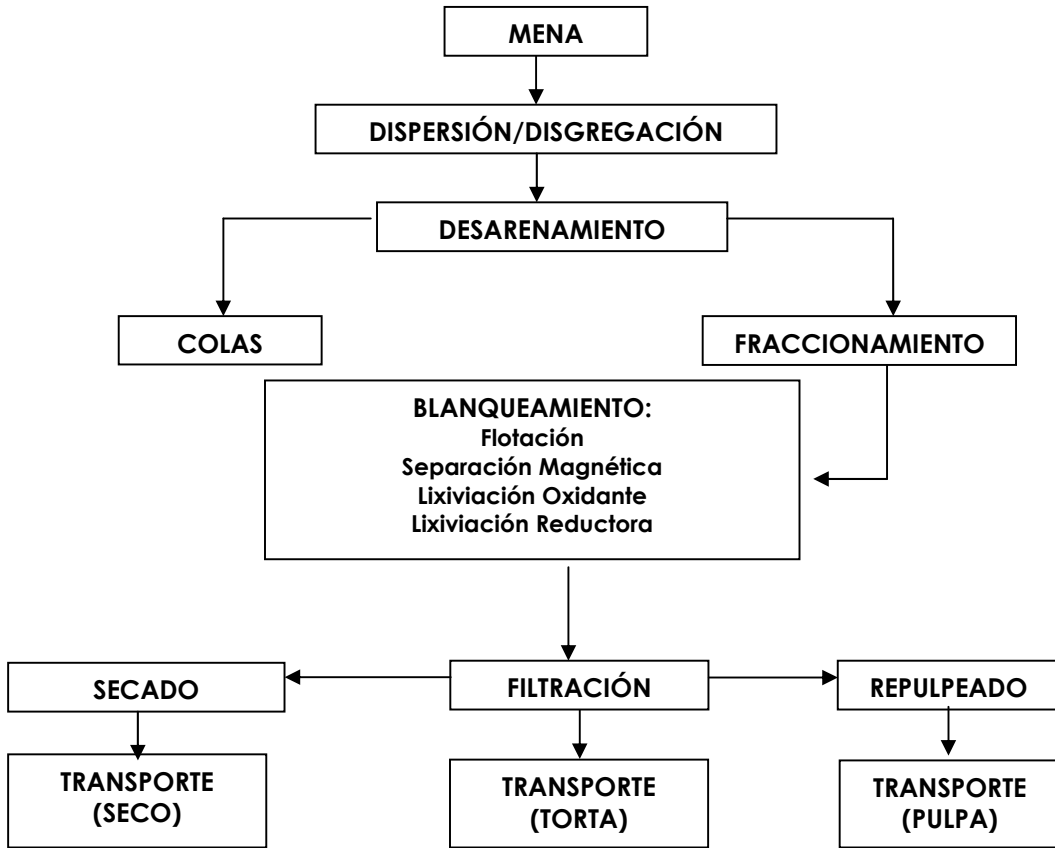 MENA
DISPERSIÓN/DISGREGACIÓN
DESARENAMIENTO
COLAS
FRACCIONAMIENTO
BLANQUEAMIENTO:
Flotación
Separación Magnética
Lixiviación Oxidante
Lixiviación Reductora
SECADO
FILTRACIÓN
REPULPEADO
TRANSPORTE
(SECO)
TRANSPORTE
(TORTA)
TRANSPORTE
(PULPA)